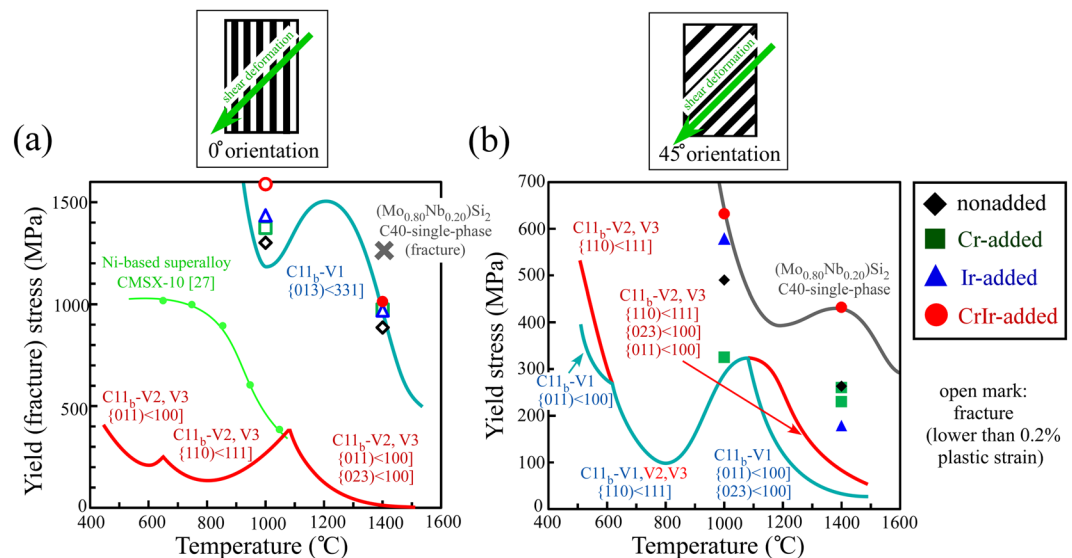 shear deformation
0° orientation
shear deformation
45° orientation
(a)
Yield (fracture) stress (MPa)
1500
1000
500
0
400
600
800
1000
1200
1400
1600
Temperature (℃)
Ni-based superalloy
CMSX-10 [27]
C11b-V1
{013)<331]
(Mo0.80Nb0.20)Si2
C40-single-phase
(fracture)
C11b-V2, V3
{011)<100]
C11b-V2, V3
{110)<111]
C11b-V2, V3
{011)<100]
{023)<100]
(b)
Yield stress (MPa)
700
600
500
400
300
200
100
0
400
600
800
1000
1200
1400
1600
Temperature (℃)
C11b-V2, V3
{110)<111]
C11b-V2, V3
{110)<111]
{023)<100]
{011)<100]
(Mo0.80Nb0.20)Si2
C40-single-phase
C11b-V1
{011)<100]
C11b-V1,V2,V3
{110)<111]
C11b-V1
{011)<100]
{023)<100]
nonadded
Cr-added
Ir-added
CrIr-added
open mark:
fracture
(lower than 0.2%
plastic strain)